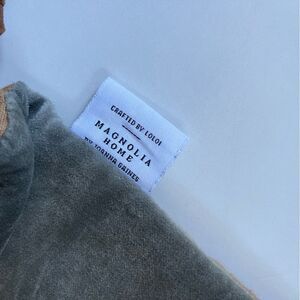 CRAFTED BY LOLOI
MAGNOLIA
HOME
BY JOANNA GAINES